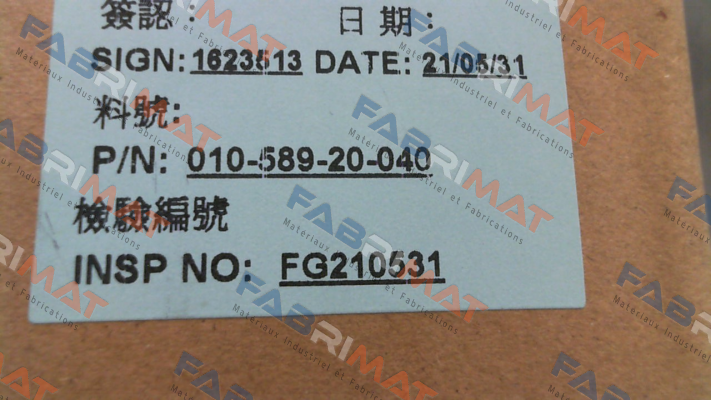 簽認: 日期:
SIGN: 1623513 DATE: 21/05/31
料號:
P/N: 010-589-20-040
檢驗編號
INSP NO: FG210531
FABRIMAT
Materiaux Industriel et Fabrications